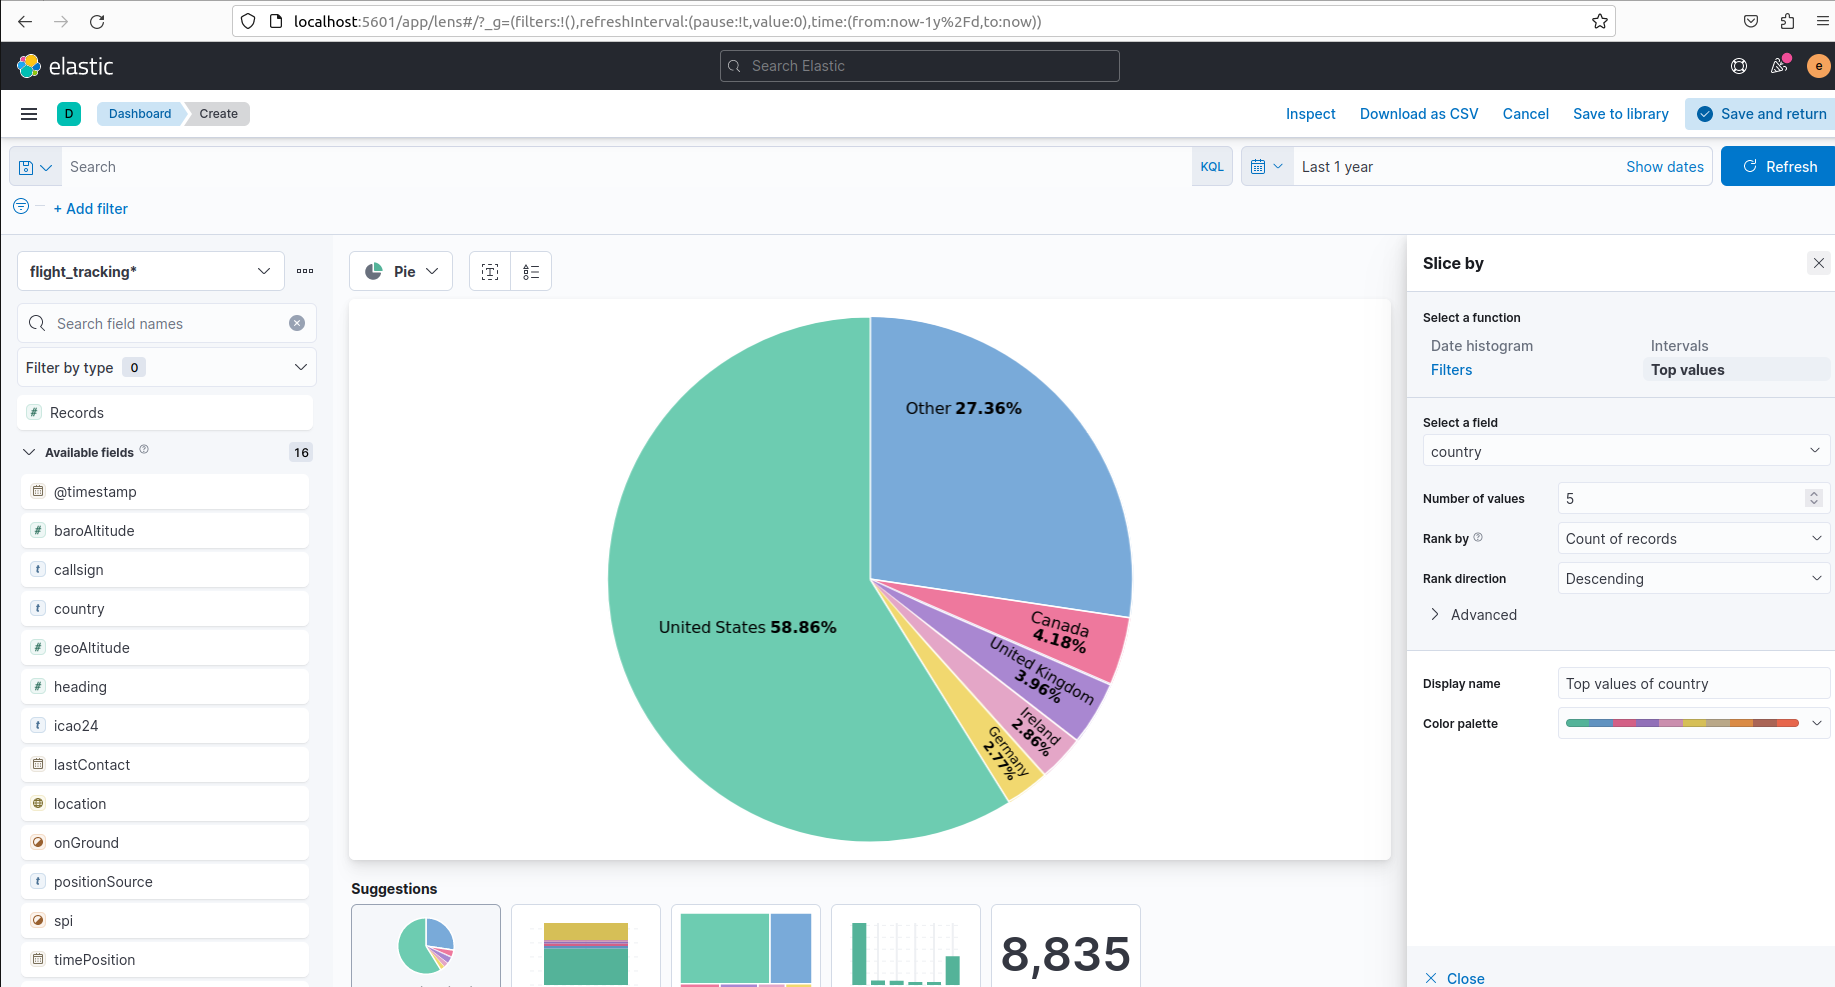 localhost:5601/app/lens#/?_g=(filters:!(),refreshInterval:(pause:!t,value:0),time:(from:now-1y%2Fd,to:now))
elastic
Search Elastic
e
D
Dashboard
Create
Inspect
Download as CSV
Cancel
Save to library
Save and return
Search
KQL
Last 1 year
Show dates
Refresh
+ Add filter
flight_tracking*
Search field names
Filter by type 0
# Records
Available fields 16
@timestamp
# baroAltitude
t callsign
t country
# geoAltitude
# heading
t icao24
lastContact
location
onGround
t positionSource
spi
timePosition
Pie
Other 27.36%
United States 58.86%
Canada
4.18%
United Kingdom
3.96%
Ireland
2.86%
Germany
2.77%
Suggestions
8,835
Slice by
Select a function
Date histogram
Intervals
Filters
Top values
Select a field
country
Number of values
5
Rank by
Count of records
Rank direction
Descending
Advanced
Display name
Top values of country
Color palette
Close